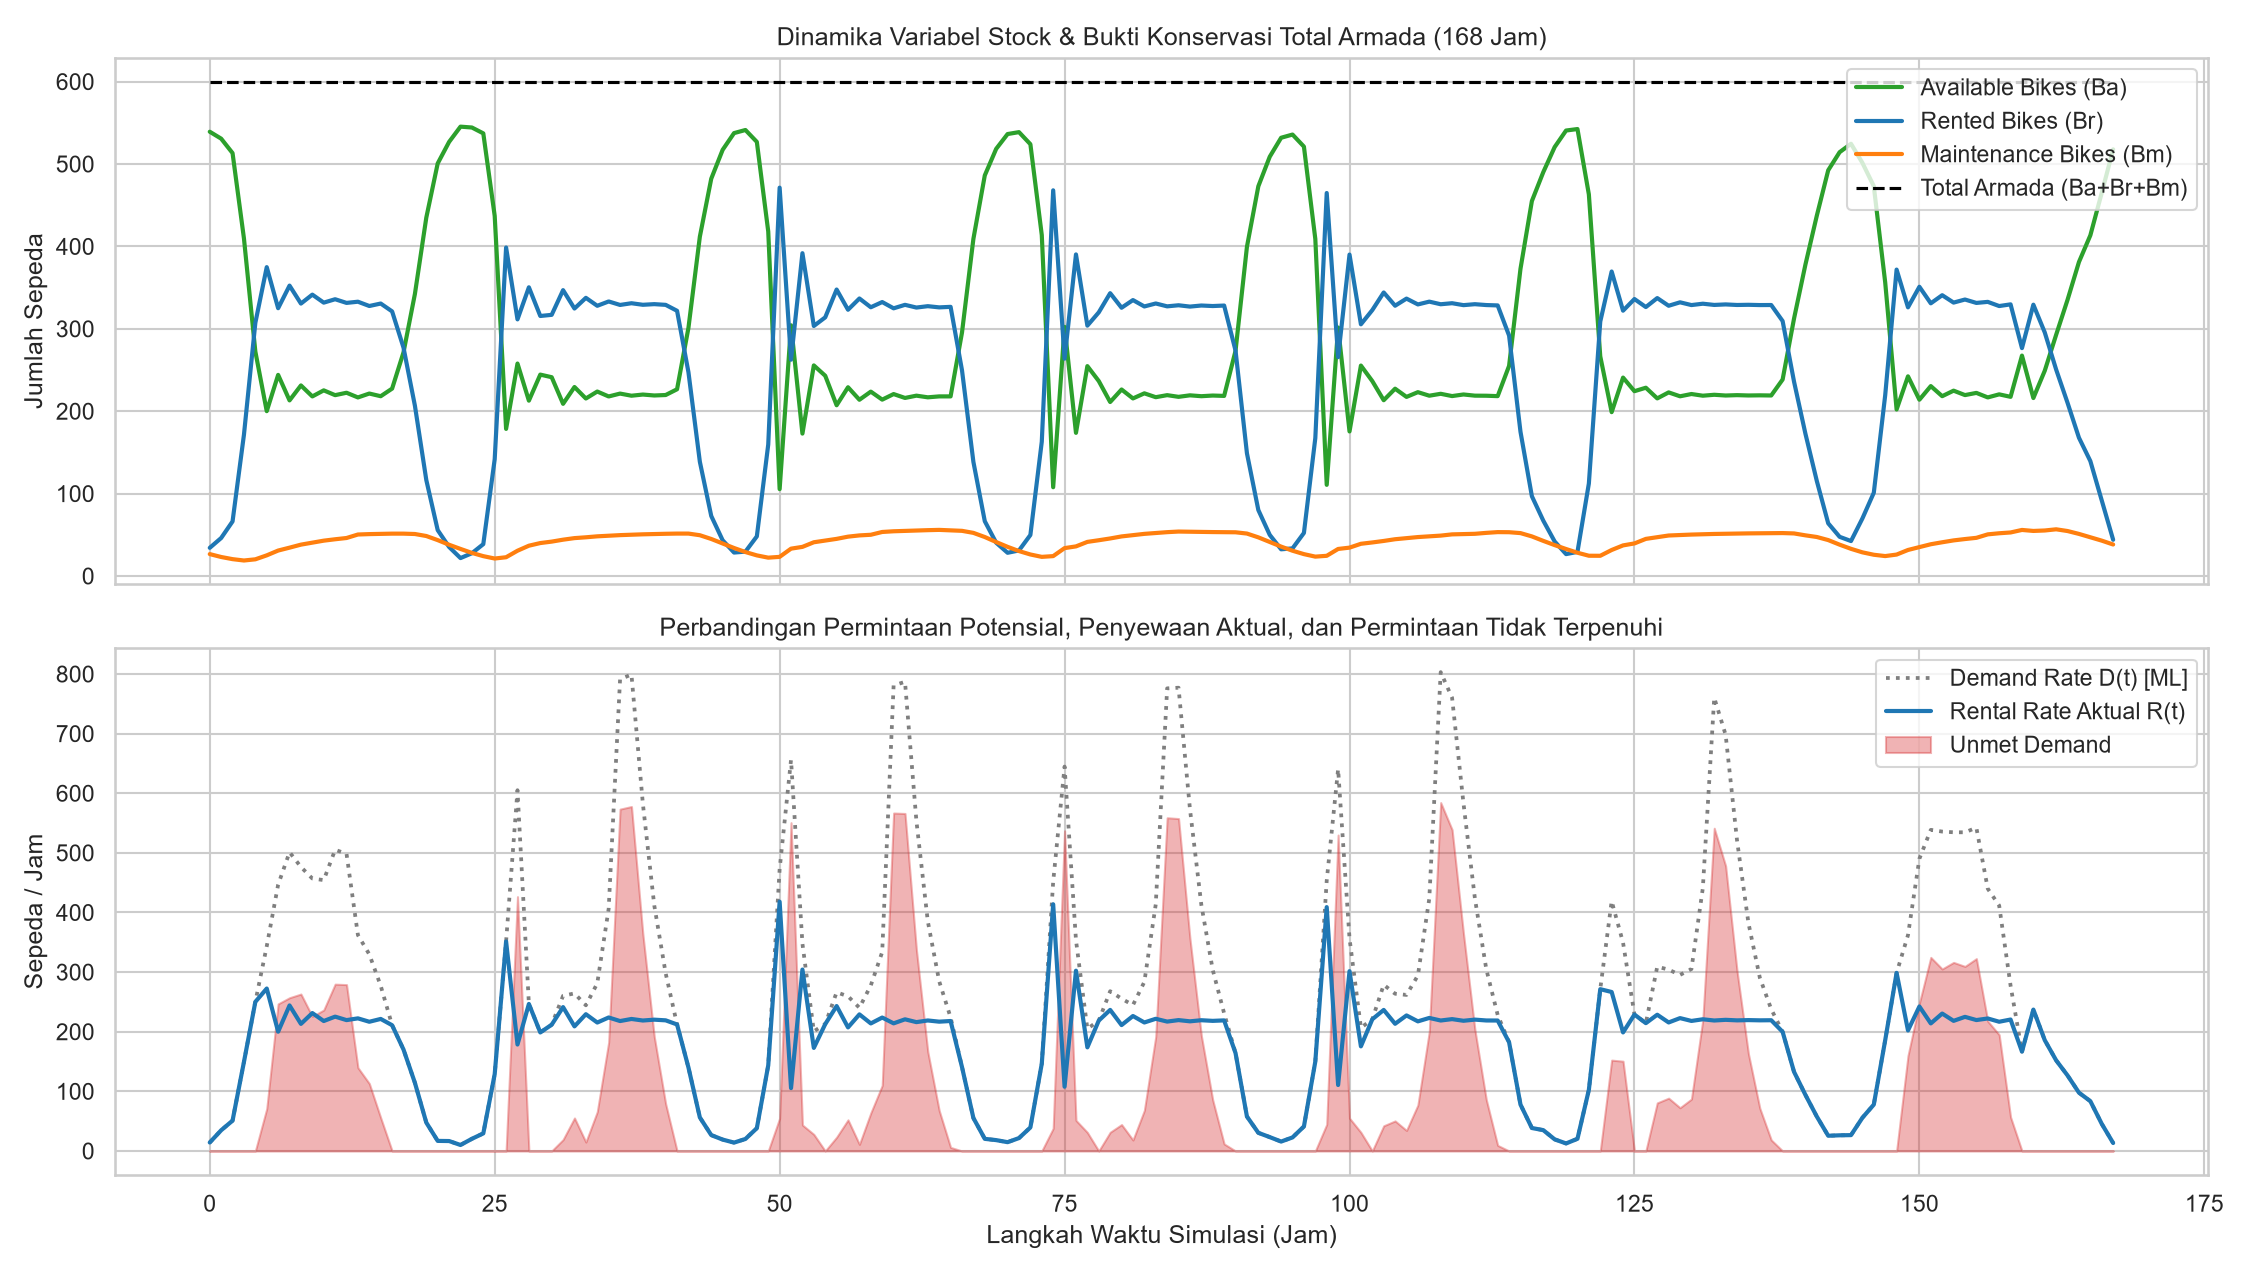 Dinamika Variabel Stock & Bukti Konservasi Total Armada (168 Jam)
Jumlah Sepeda
600
500
400
300
200
100
0
Available Bikes (Ba)
Rented Bikes (Br)
Maintenance Bikes (Bm)
Total Armada (Ba+Br+Bm)
Perbandingan Permintaan Potensial, Penyewaan Aktual, dan Permintaan Tidak Terpenuhi
Sepeda / Jam
800
700
600
500
400
300
200
100
0
Demand Rate D(t) [ML]
Rental Rate Aktual R(t)
Unmet Demand
0 25 50 75 100 125 150 175
Langkah Waktu Simulasi (Jam)